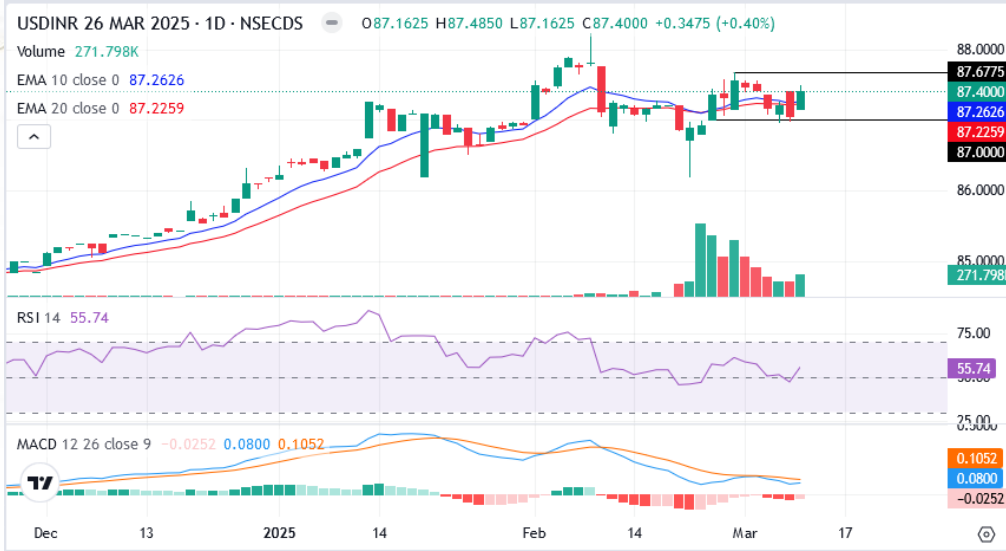 USDINR 26 MAR 2025 · 1D · NSECDS O87.1625 H87.4850 L87.1625 C87.4000 +0.3475 (+0.40%)
Volume 271.798K
EMA 10 close 0 87.2626
EMA 20 close 0 87.2259
88.0000
87.6775
87.4000
87.2626
87.2259
87.0000
86.0000
85.0000
RSI 14 55.74
75.00
55.74
25.00
MACD 12 26 close 9 −0.0252 0.0800 0.1052
0.1052
0.0800
−0.0252
Dec 13 2025 14 Feb 14 Mar 17